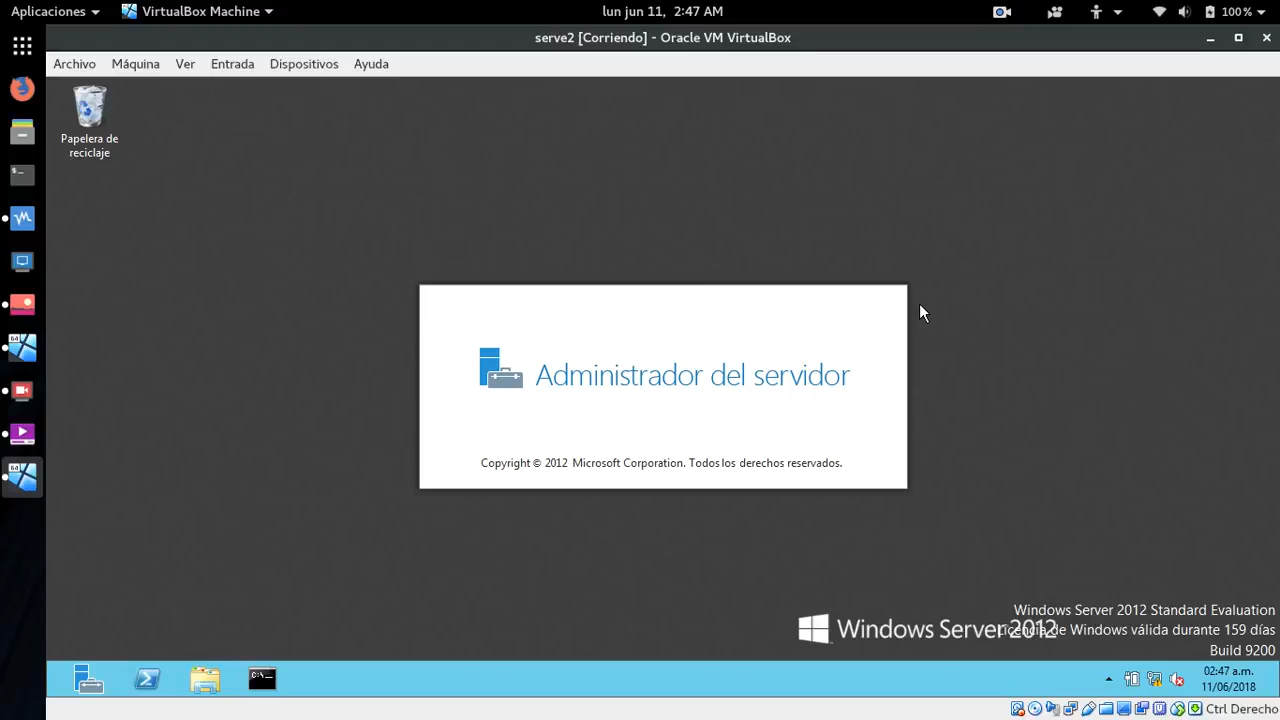 Aplicaciones
VirtualBox Machine
lun jun 11, 2:47 AM
100%
serve2 [Corriendo] - Oracle VM VirtualBox
Archivo Máquina Ver Entrada Dispositivos Ayuda
Papelera de
reciclaje
Administrador del servidor
Copyright © 2012 Microsoft Corporation. Todos los derechos reservados.
Windows Server 2012
Windows Server 2012 Standard Evaluation
Licencia de Windows válida durante 159 días
Build 9200
02:47 a.m.
11/06/2018
Ctrl Derecho